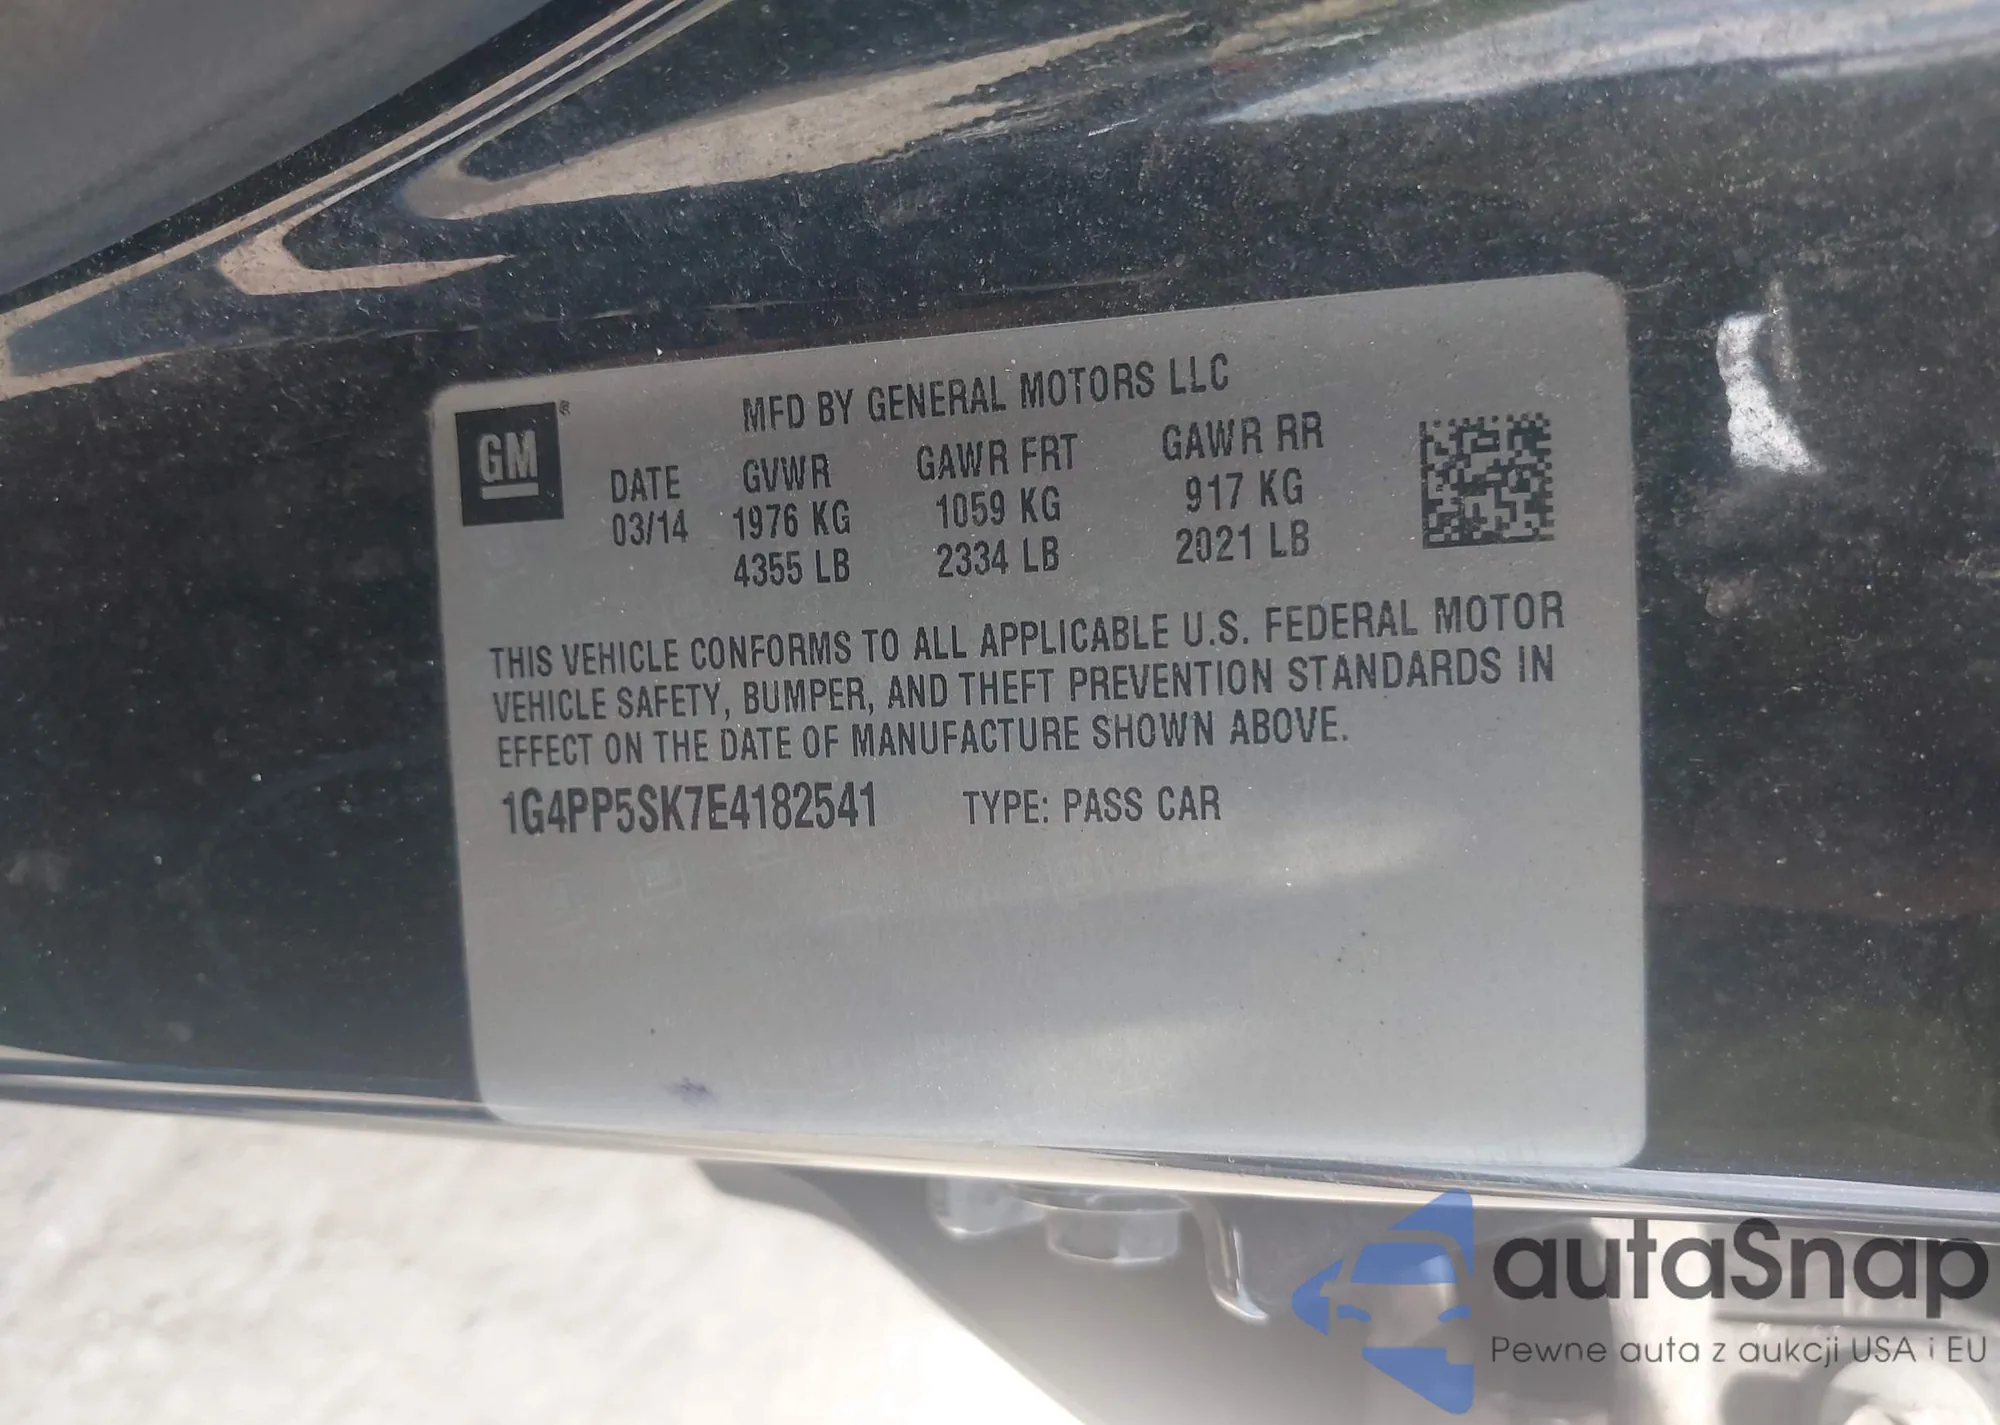 MFD BY GENERAL MOTORS LLC
GM®
DATE GVWR GAWR FRT GAWR RR
03/14 1976 KG 1059 KG 917 KG
4355 LB 2334 LB 2021 LB
THIS VEHICLE CONFORMS TO ALL APPLICABLE U.S. FEDERAL MOTOR
VEHICLE SAFETY, BUMPER, AND THEFT PREVENTION STANDARDS IN
EFFECT ON THE DATE OF MANUFACTURE SHOWN ABOVE.
1G4PP5SK7E4182541 TYPE: PASS CAR
autaSnap
Pewne auta z aukcji USA i EU